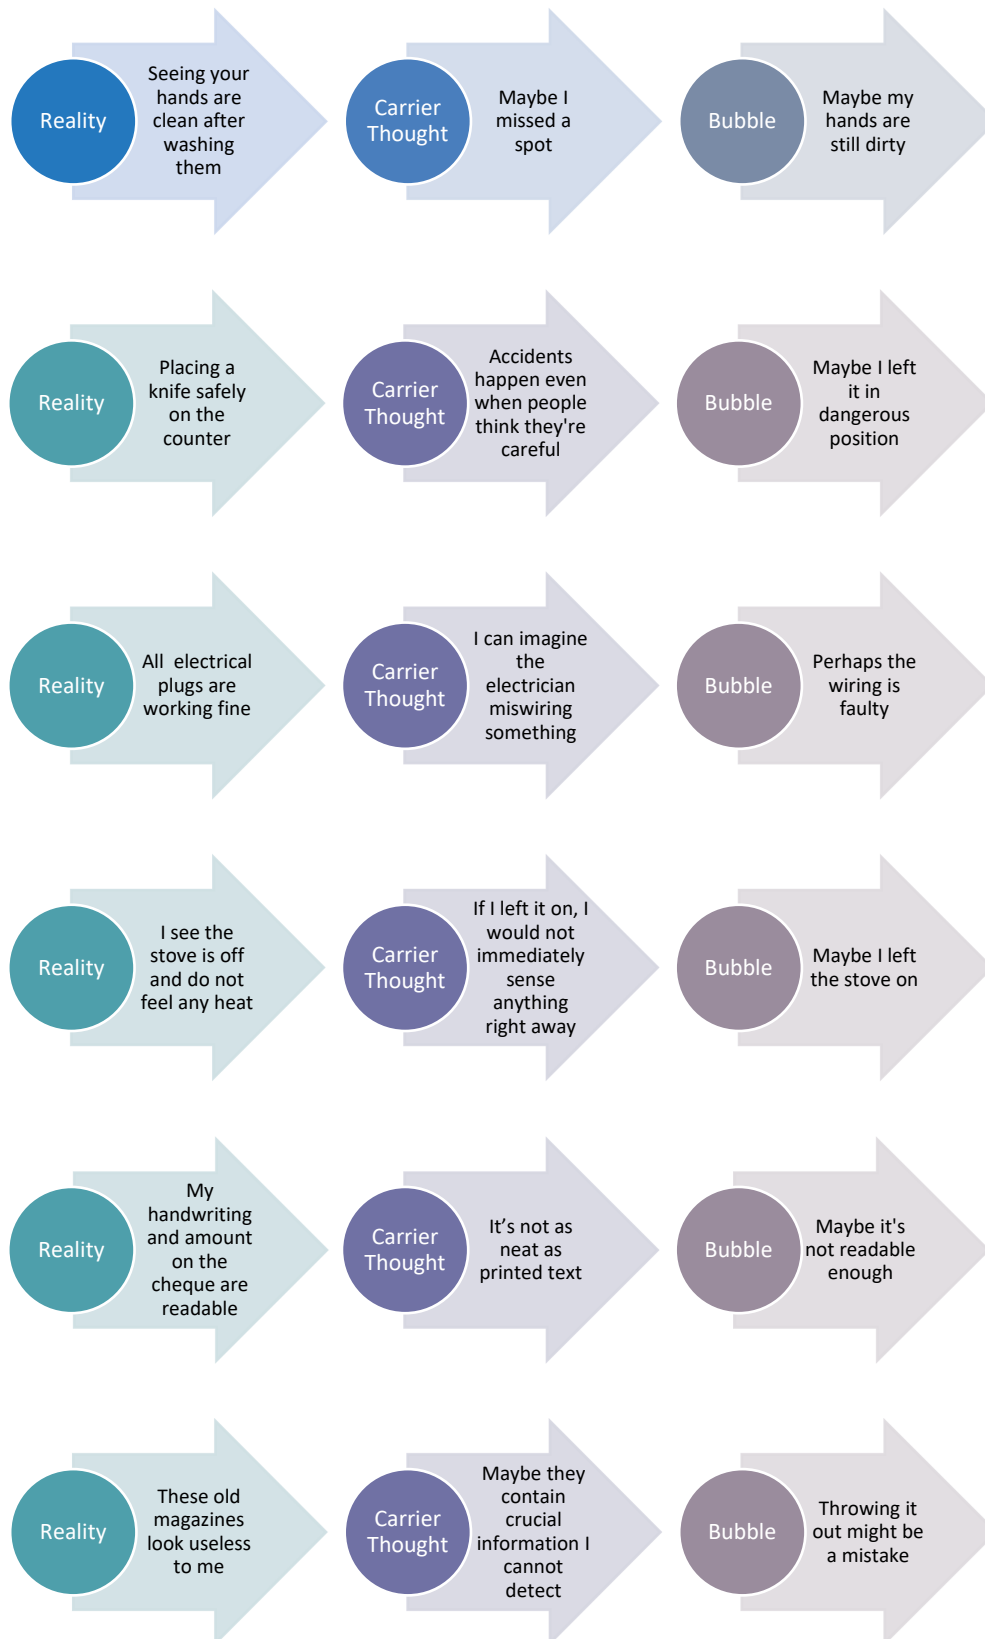 Reality
Seeing your
hands are
clean after
washing
them
Carrier
Thought
Maybe I
missed a
spot
Bubble
Maybe my
hands are
still dirty
Reality
Placing a
knife safely
on the
counter
Carrier
Thought
Accidents
happen even
when people
think they're
careful
Bubble
Maybe I left
it in
dangerous
position
Reality
All electrical
plugs are
working fine
Carrier
Thought
I can imagine
the
electrician
miswiring
something
Bubble
Perhaps the
wiring is
faulty
Reality
I see the
stove is off
and do not
feel any heat
Carrier
Thought
If I left it on, I
would not
immediately
sense
anything
right away
Bubble
Maybe I left
the stove on
Reality
My
handwriting
and amount
on the
cheque are
readable
Carrier
Thought
It’s not as
neat as
printed text
Bubble
Maybe it's
not readable
enough
Reality
These old
magazines
look useless
to me
Carrier
Thought
Maybe they
contain
crucial
information I
cannot
detect
Bubble
Throwing it
out might be
a mistake